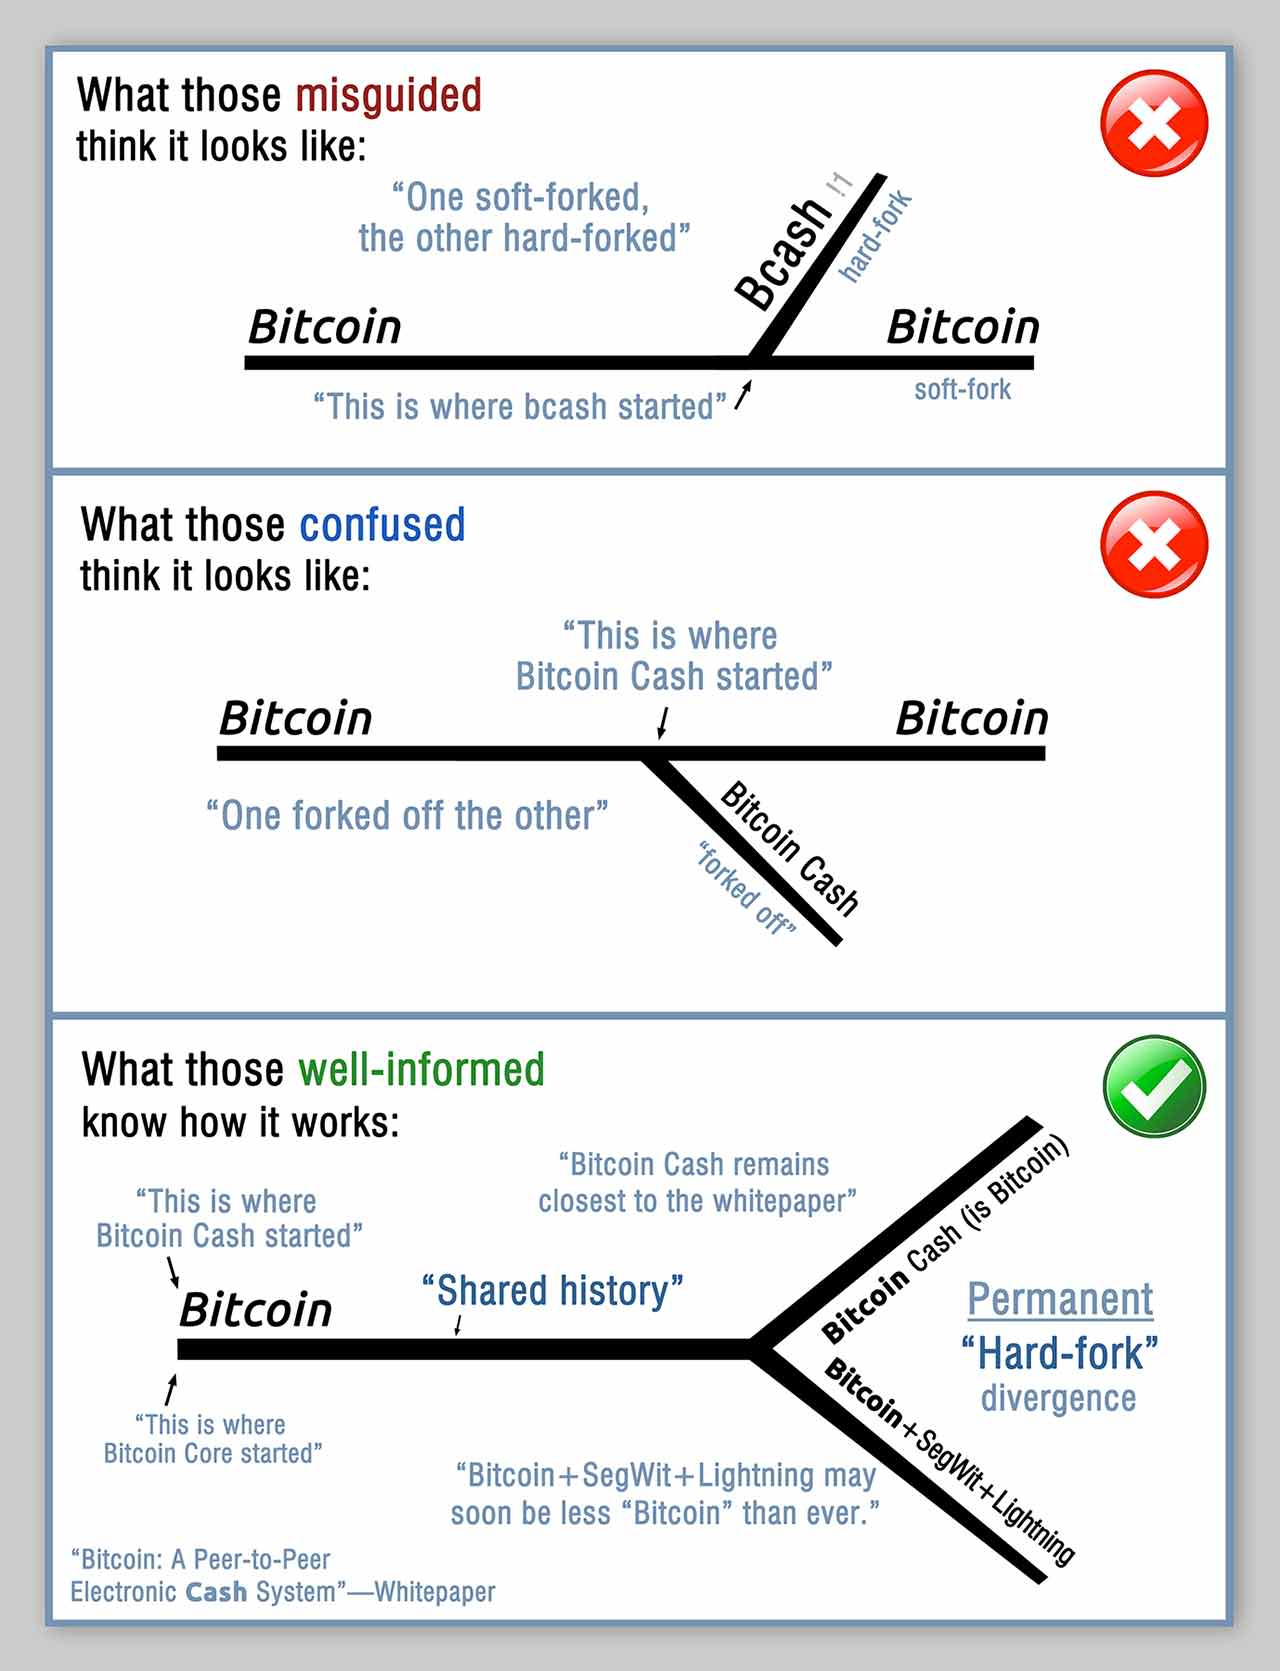 What those misguided
think it looks like:
“One soft-forked,
the other hard-forked”
Bcash !1
hard-fork
Bitcoin
Bitcoin
soft-fork
“This is where bcash started”
What those confused
think it looks like:
“This is where
Bitcoin Cash started”
Bitcoin
Bitcoin
“One forked off the other”
Bitcoin Cash
“forked off”
What those well-informed
know how it works:
“Bitcoin Cash remains
closest to the whitepaper”
“This is where
Bitcoin Cash started”
Bitcoin
“Shared history”
Bitcoin Cash (is Bitcoin)
Permanent
“Hard-fork”
divergence
Bitcoin+SegWit+Lightning
“This is where
Bitcoin Core started”
“Bitcoin+SegWit+Lightning may
soon be less “Bitcoin” than ever.”
“Bitcoin: A Peer-to-Peer
Electronic Cash System”—Whitepaper